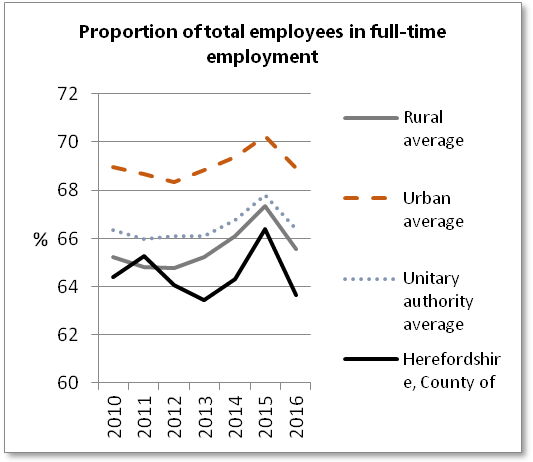 Proportion of total employees in full-time
employment
72
70
68
66
64
62
60
%
2010
2011
2012
2013
2014
2015
2016
Rural
average
Urban
average
Unitary
authority
average
Herefordshir
e, County of